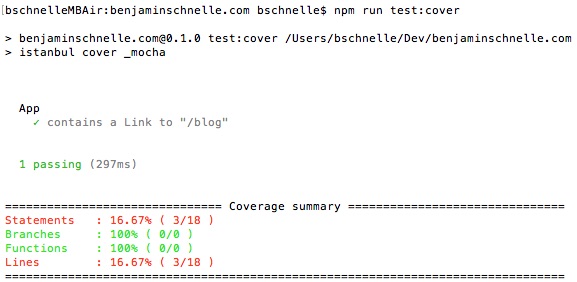 bschnelleMBAir:benjaminschnelle.com bschnelle$ npm run test:cover
> benjaminschnelle.com@0.1.0 test:cover /Users/bschnelle/Dev/benjaminschnelle.com
> istanbul cover _mocha
App
✓ contains a Link to "/blog"
1 passing (297ms)
=============================== Coverage summary ===============================
Statements   : 16.67% ( 3/18 )
Branches     : 100% ( 0/0 )
Functions    : 100% ( 0/0 )
Lines        : 16.67% ( 3/18 )
================================================================================